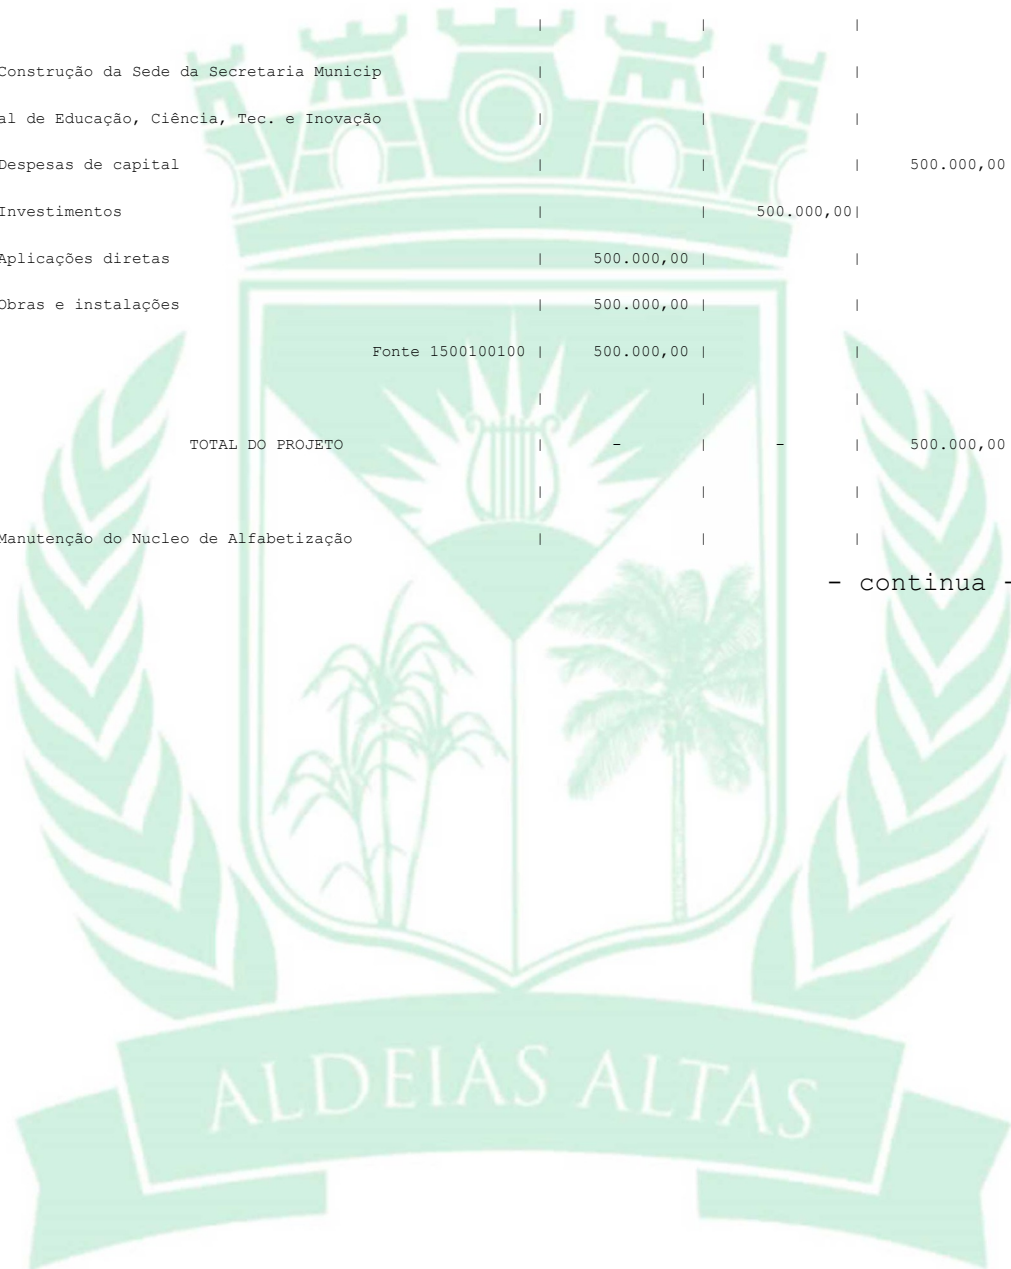 | | |
Construção da Sede da Secretaria Municip | | |
al de Educação, Ciência, Tec. e Inovação | | |
Despesas de capital | | | 500.000,00
Investimentos | | 500.000,00|
Aplicações diretas | 500.000,00 | |
Obras e instalações | 500.000,00 | |
Fonte 1500100100 | 500.000,00 | |
| | |
TOTAL DO PROJETO | - | - | 500.000,00
| | |
Manutenção do Nucleo de Alfabetização | | |
- continua -
ALDEIAS ALTAS